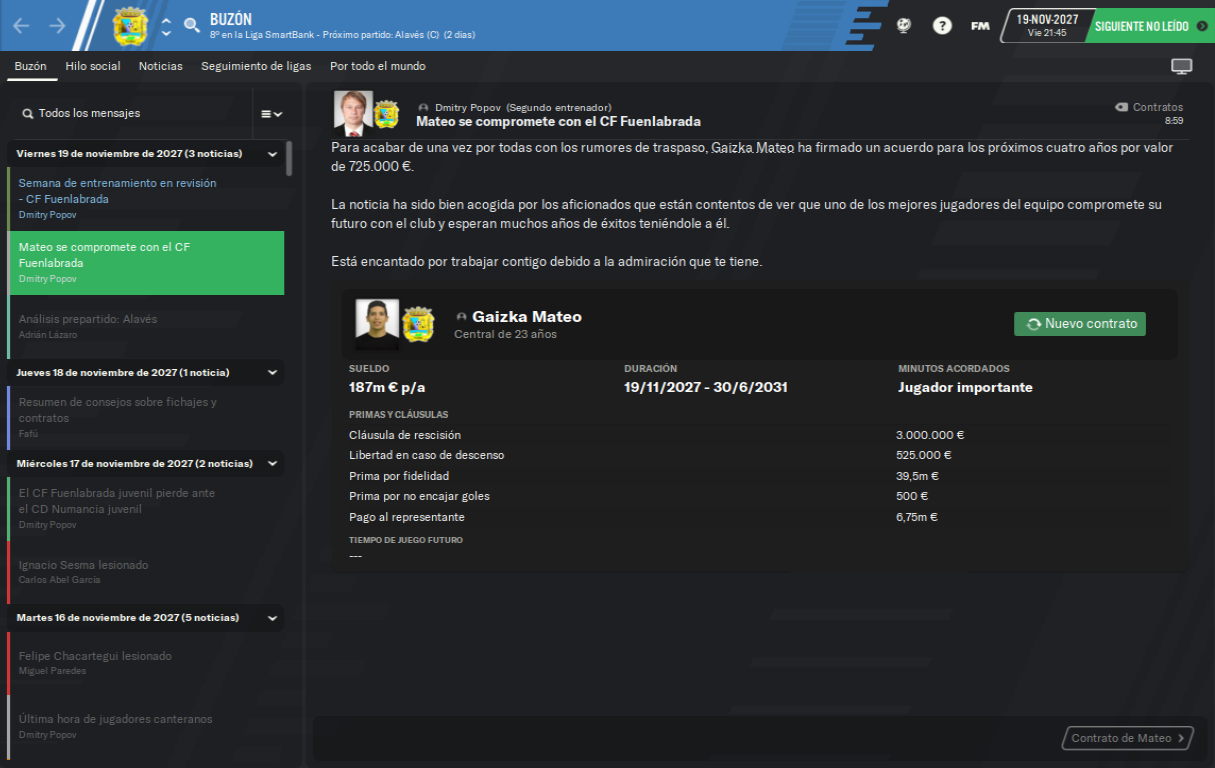 BUZÓN
8º en la Liga SmartBank - Próximo partido: Alavés (C) (2 días)
?
FM
19-NOV-2027
Vie 21:45
SIGUIENTE NO LEÍDO
Buzón
Hilo social
Noticias
Seguimiento de ligas
Por todo el mundo
Todos los mensajes
Viernes 19 de noviembre de 2027 (3 noticias)
Semana de entrenamiento en revisión
- CF Fuenlabrada
Dmitry Popov
Mateo se compromete con el CF
Fuenlabrada
Dmitry Popov
Análisis prepartido: Alavés
Adrián Lázaro
Jueves 18 de noviembre de 2027 (1 noticia)
Resumen de consejos sobre fichajes y
contratos
Fafú
Miércoles 17 de noviembre de 2027 (2 noticias)
El CF Fuenlabrada juvenil pierde ante
el CD Numancia juvenil
Dmitry Popov
Ignacio Sesma lesionado
Carlos Abel García
Martes 16 de noviembre de 2027 (5 noticias)
Felipe Chacartegui lesionado
Miguel Paredes
Última hora de jugadores canteranos
Dmitry Popov
Dmitry Popov (Segundo entrenador)
Mateo se compromete con el CF Fuenlabrada
Contratos
8:59
Para acabar de una vez por todas con los rumores de traspaso, Gaizka Mateo ha firmado un acuerdo para los próximos cuatro años por valor
de 725.000 €.
La noticia ha sido bien acogida por los aficionados que están contentos de ver que uno de los mejores jugadores del equipo compromete su
futuro con el club y esperan muchos años de éxitos teniéndole a él.
Está encantado por trabajar contigo debido a la admiración que te tiene.
Gaizka Mateo
Central de 23 años
Nuevo contrato
SUELDO
187m € p/a
DURACIÓN
19/11/2027 - 30/6/2031
MINUTOS ACORDADOS
Jugador importante
PRIMAS Y CLÁUSULAS
Cláusula de rescisión 3.000.000 €
Libertad en caso de descenso 525.000 €
Prima por fidelidad 39,5m €
Prima por no encajar goles 500 €
Pago al representante 6,75m €
TIEMPO DE JUEGO FUTURO
---
Contrato de Mateo